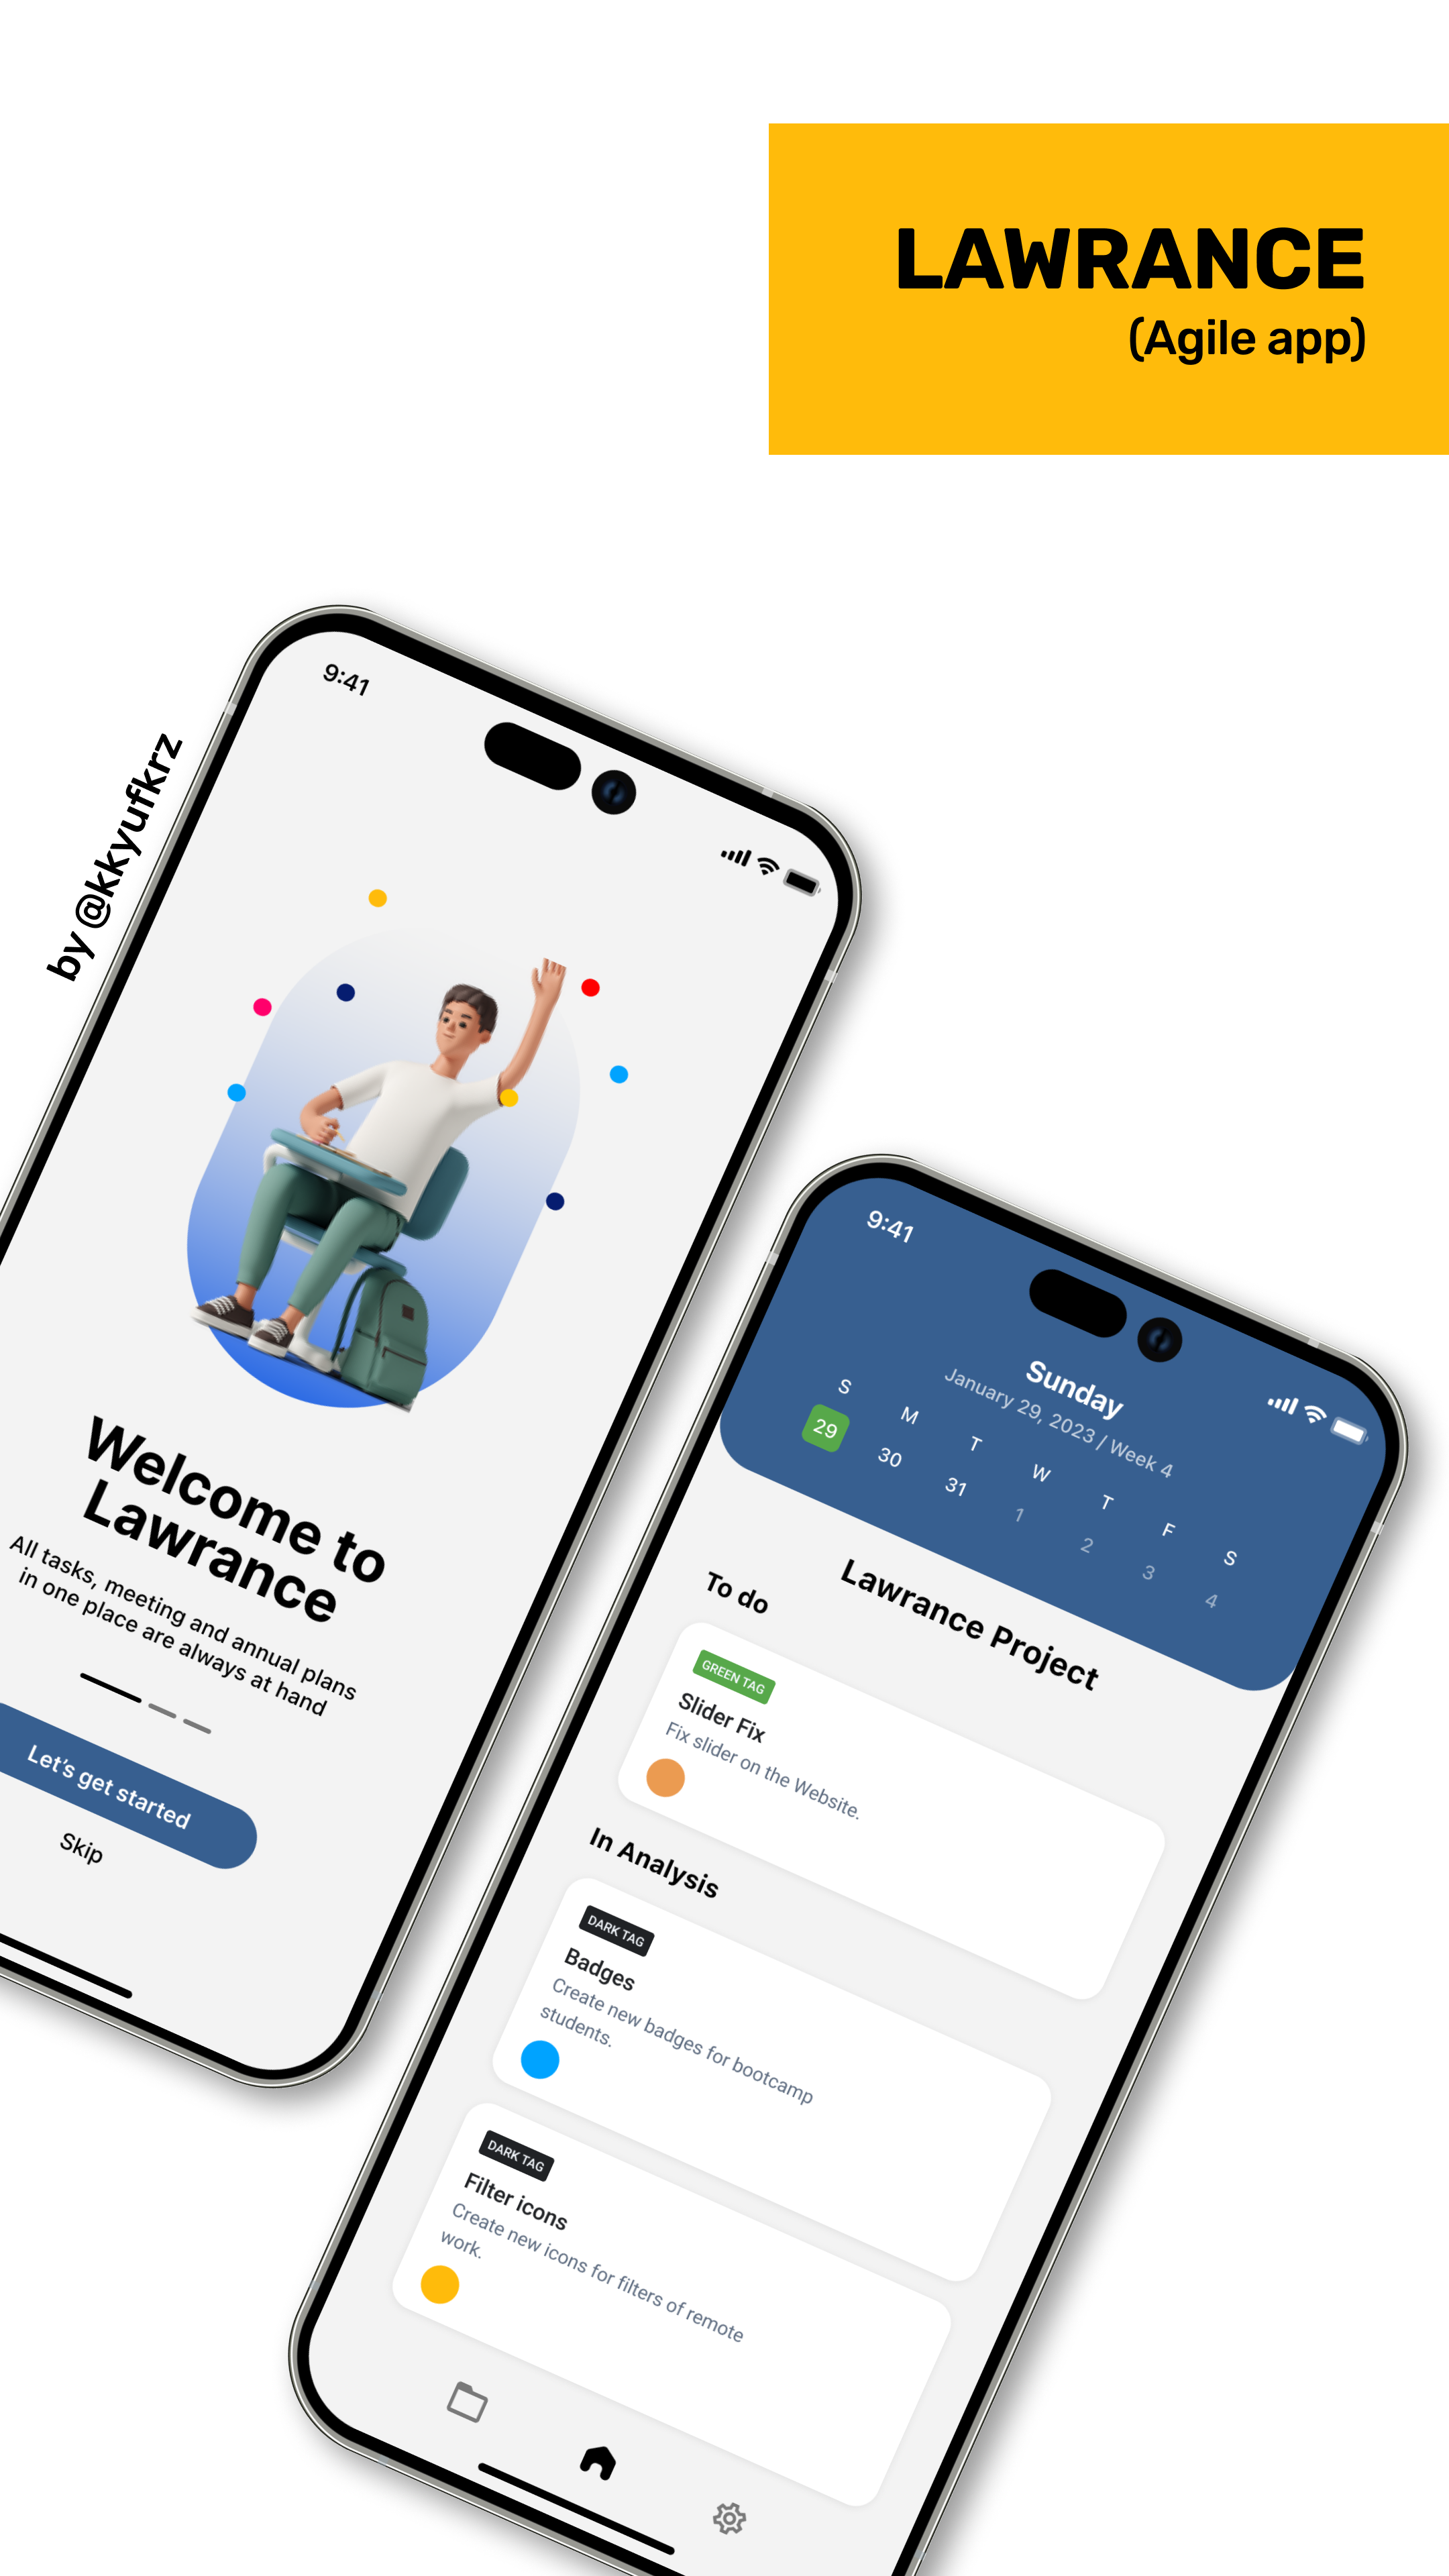 LAWRANCE
(Agile app)
by @kkyufkrz
9:41
Welcome to
Lawrance
All tasks, meeting and annual plans
in one place are always at hand
Let's get started
Skip
9:41
Sunday
January 29, 2023 / Week 4
S M T W T F S
29 30 31 1 2 3 4
Lawrance Project
To do
GREEN TAG
Slider Fix
Fix slider on the Website.
In Analysis
DARK TAG
Badges
Create new badges for bootcamp
students.
DARK TAG
Filter icons
Create new icons for filters of remote
work.